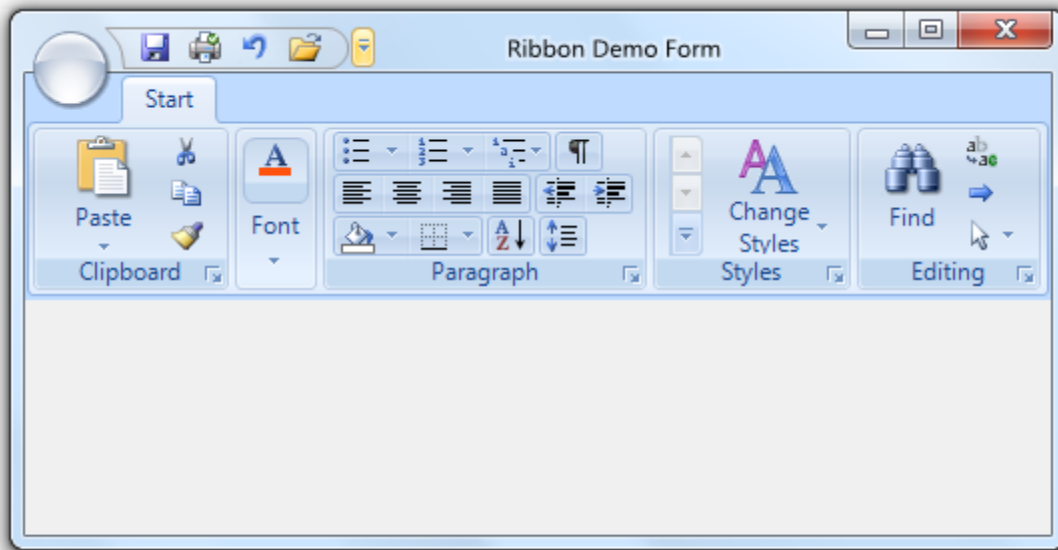 Ribbon Demo Form
Start
Paste
Font
Change
Styles
Find
Clipboard
Paragraph
Styles
Editing